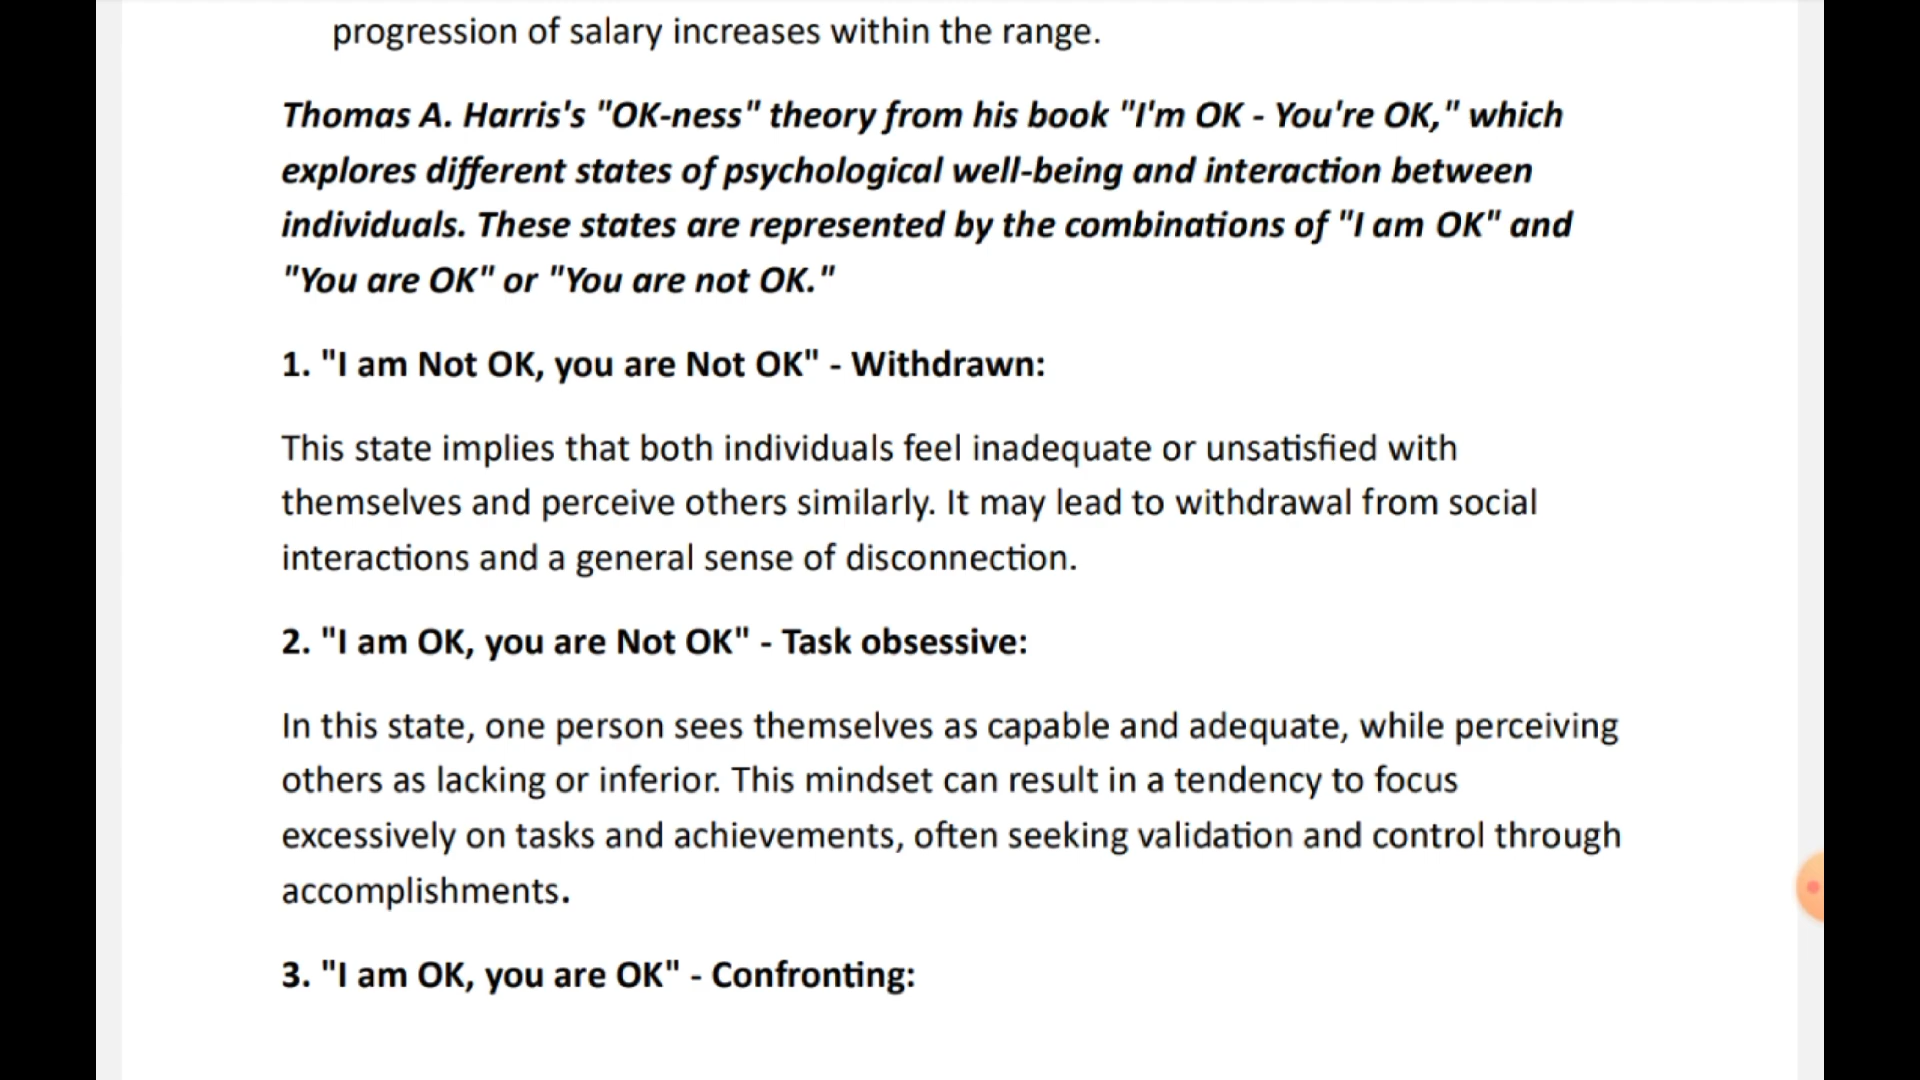 progression of salary increases within the range.
Thomas A. Harris's "OK-ness" theory from his book "I'm OK - You're OK," which
explores different states of psychological well-being and interaction between
individuals. These states are represented by the combinations of "I am OK" and
"You are OK" or "You are not OK."
1. "I am Not OK, you are Not OK" - Withdrawn:
This state implies that both individuals feel inadequate or unsatisfied with
themselves and perceive others similarly. It may lead to withdrawal from social
interactions and a general sense of disconnection.
2. "I am OK, you are Not OK" - Task obsessive:
In this state, one person sees themselves as capable and adequate, while perceiving
others as lacking or inferior. This mindset can result in a tendency to focus
excessively on tasks and achievements, often seeking validation and control through
accomplishments.
3. "I am OK, you are OK" - Confronting: